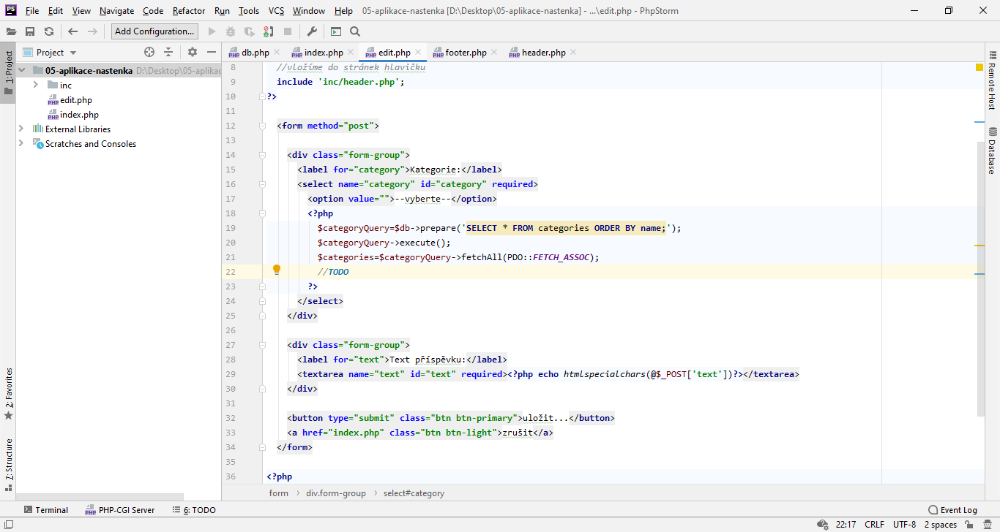 File Edit View Navigate Code Refactor Run Tools VCS Window Help 05-aplikace-nastenka [D:\Desktop\05-aplikace-nastenka] - ...\edit.php - PhpStorm
Add Configuration...
Project
db.php
index.php
edit.php
footer.php
header.php
1: Project
05-aplikace-nastenka D:\Desktop\05-aplikac
inc
edit.php
index.php
External Libraries
Scratches and Consoles
2: Favorites
7: Structure
8 //vložíme do stránek hlavičku
9 include 'inc/header.php';
10 ?>
11
12 <form method="post">
13
14 <div class="form-group">
15 <label for="category">Kategorie:</label>
16 <select name="category" id="category" required>
17 <option value="">--vyberte--</option>
18 <?php
19 $categoryQuery=$db->prepare('SELECT * FROM categories ORDER BY name;');
20 $categoryQuery->execute();
21 $categories=$categoryQuery->fetchAll(PDO::FETCH_ASSOC);
22 //TODO
23 ?>
24 </select>
25 </div>
26
27 <div class="form-group">
28 <label for="text">Text příspěvku:</label>
29 <textarea name="text" id="text" required><?php echo htmlspecialchars(@$_POST['text'])?></textarea>
30 </div>
31
32 <button type="submit" class="btn btn-primary">uložit...</button>
33 <a href="index.php" class="btn btn-light">zrušit</a>
34 </form>
35
36 <?php
form › div.form-group › select#category
Remote Host
Database
Terminal
PHP-CGI Server
6: TODO
Event Log
22:17 CRLF UTF-8 2 spaces